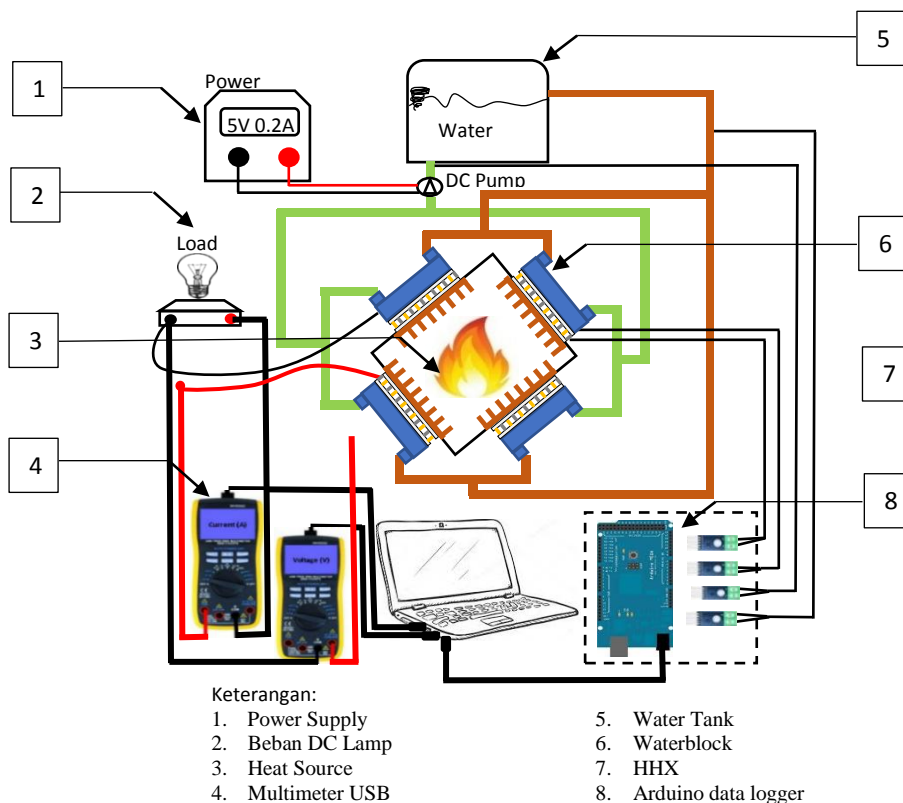 1
Power
5V 0.2A
5
Water
DC Pump
2
Load
6
3
7
4
Current (A)
Voltage (V)
8
Keterangan:
1. Power Supply
2. Beban DC Lamp
3. Heat Source
4. Multimeter USB
5. Water Tank
6. Waterblock
7. HHX
8. Arduino data logger